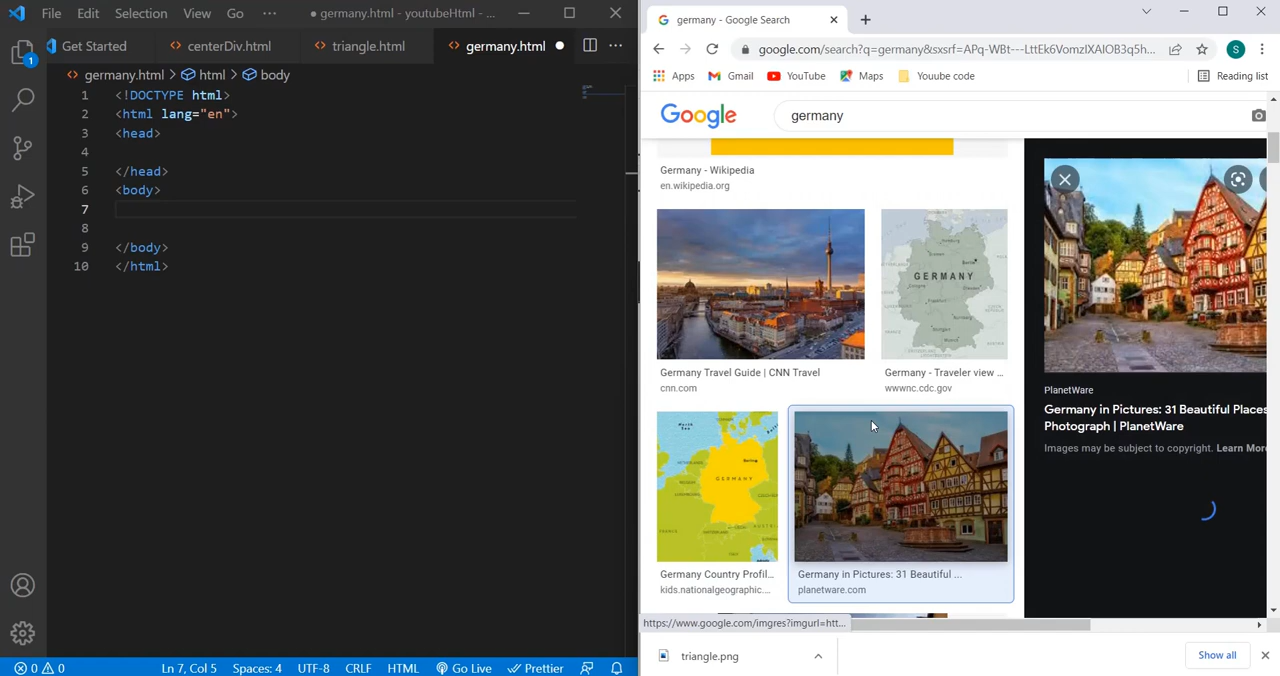 File Edit Selection View Go ··· ● germany.html - youtubeHtml - ...
Get Started centerDiv.html triangle.html germany.html ● ···
germany.html > html > body
1 <!DOCTYPE html>
2 <html lang="en">
3 <head>
4
5 </head>
6 <body>
7
8
9 </body>
10 </html>
1
0 0 Ln 7, Col 5 Spaces: 4 UTF-8 CRLF HTML Go Live Prettier
germany - Google Search
google.com/search?q=germany&sxsrf=APq-WBt---LttEk6VomzIXAIOB3q5h...
S
Apps Gmail YouTube Maps Youube code Reading list
Google germany
Germany - Wikipedia
en.wikipedia.org
GERMANY
Germany Travel Guide | CNN Travel
cnn.com
Germany - Traveler view ...
wwwnc.cdc.gov
GERMANY
Germany Country Profil...
kids.nationalgeographic....
Germany in Pictures: 31 Beautiful ...
planetware.com
PlanetWare
Germany in Pictures: 31 Beautiful Places
Photograph | PlanetWare
Images may be subject to copyright. Learn Mor
https://www.google.com/imgres?imgurl=htt...
triangle.png
Show all